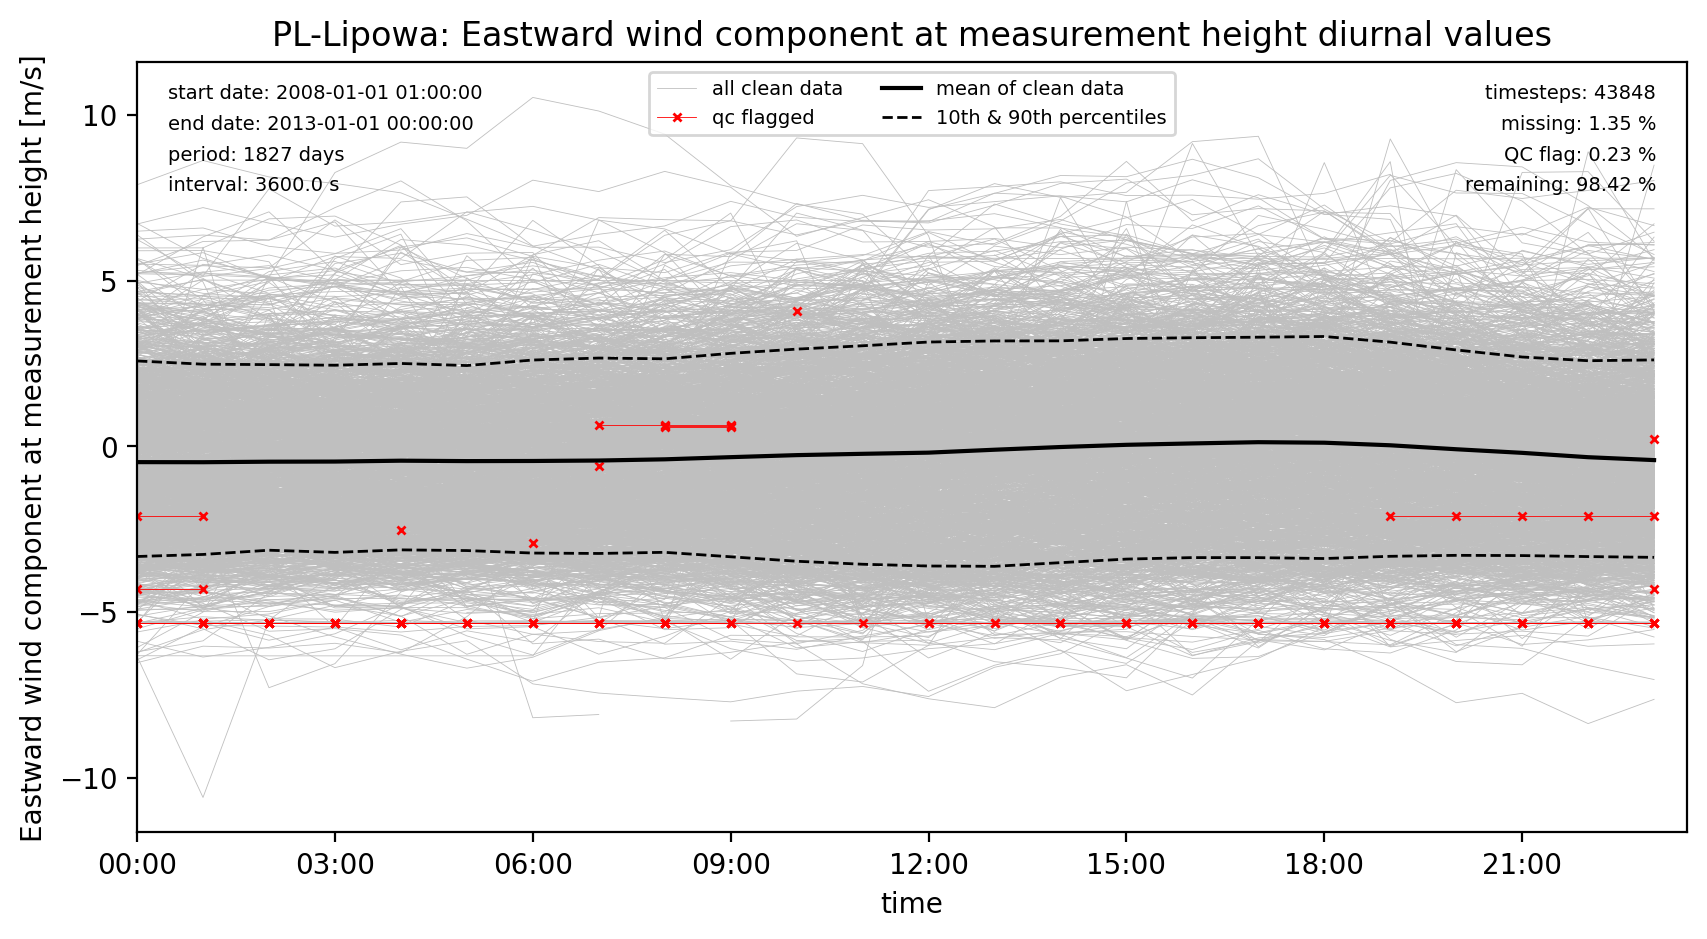 PL-Lipowa: Eastward wind component at measurement height diurnal values
Eastward wind component at measurement height [m/s]
start date: 2008-01-01 01:00:00
end date: 2013-01-01 00:00:00
period: 1827 days
interval: 3600.0 s
all clean data
qc flagged
mean of clean data
10th & 90th percentiles
timesteps: 43848
missing: 1.35 %
QC flag: 0.23 %
remaining: 98.42 %
10
5
0
−5
−10
00:00 03:00 06:00 09:00 12:00 15:00 18:00 21:00
time